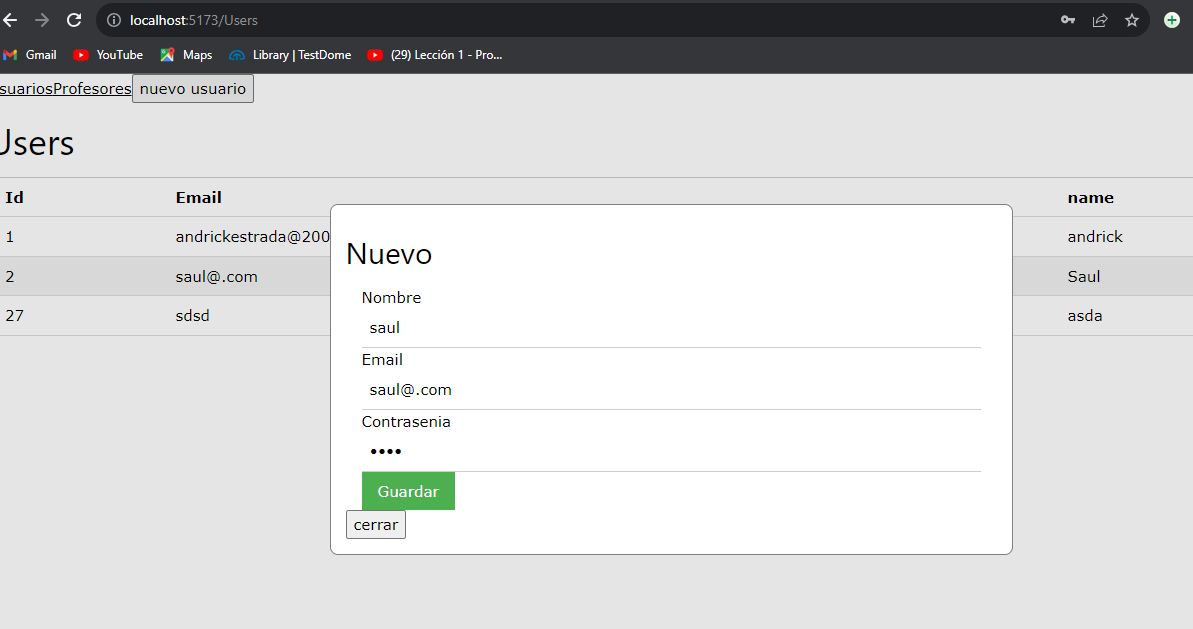 localhost:5173/Users
Gmail YouTube Maps Library | TestDome (29) Lección 1 - Pro...
suariosProfesores nuevo usuario
Users
Id Email name
1 andrickestrada@200 andrick
2 saul@.com Saul
27 sdsd asda
Nuevo
Nombre
saul
Email
saul@.com
Contrasenia
••••
Guardar
cerrar